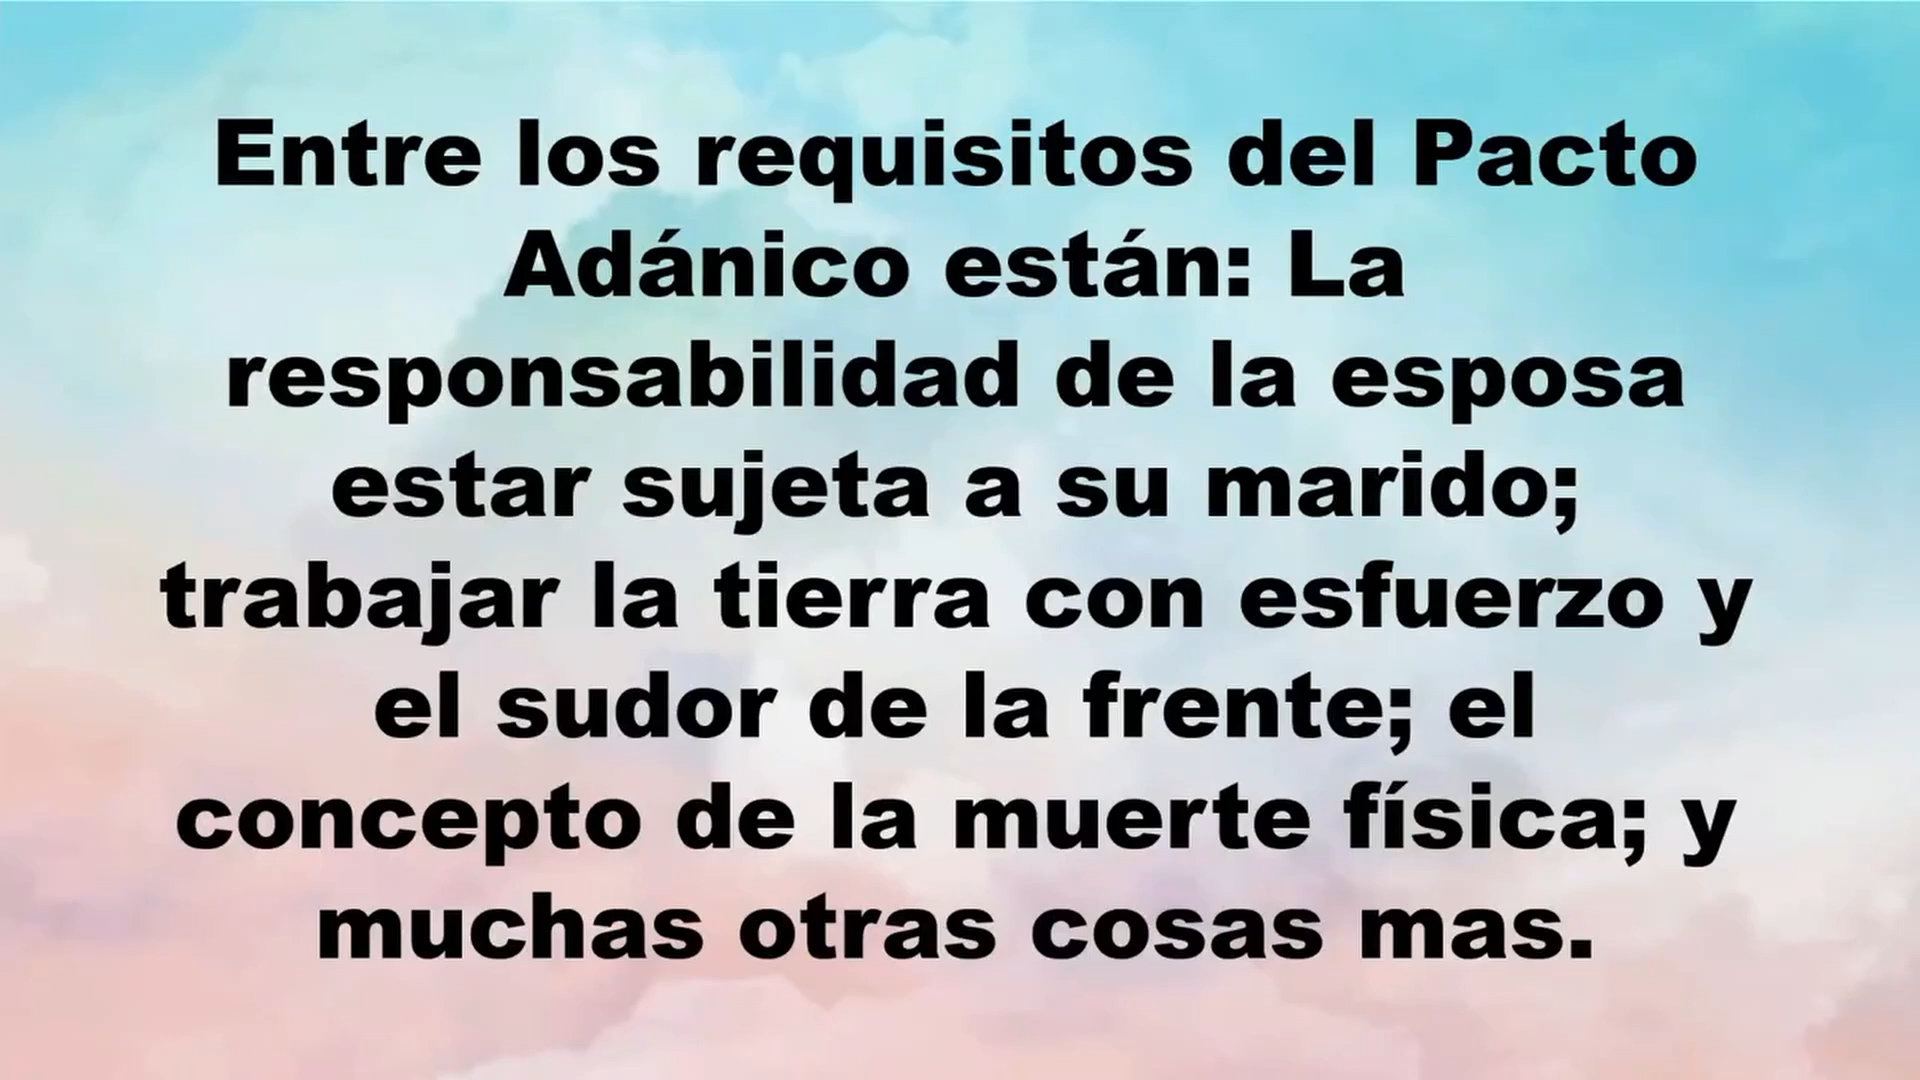 Entre los requisitos del Pacto
Adánico están: La
responsabilidad de la esposa
estar sujeta a su marido;
trabajar la tierra con esfuerzo y
el sudor de la frente; el
concepto de la muerte física; y
muchas otras cosas mas.